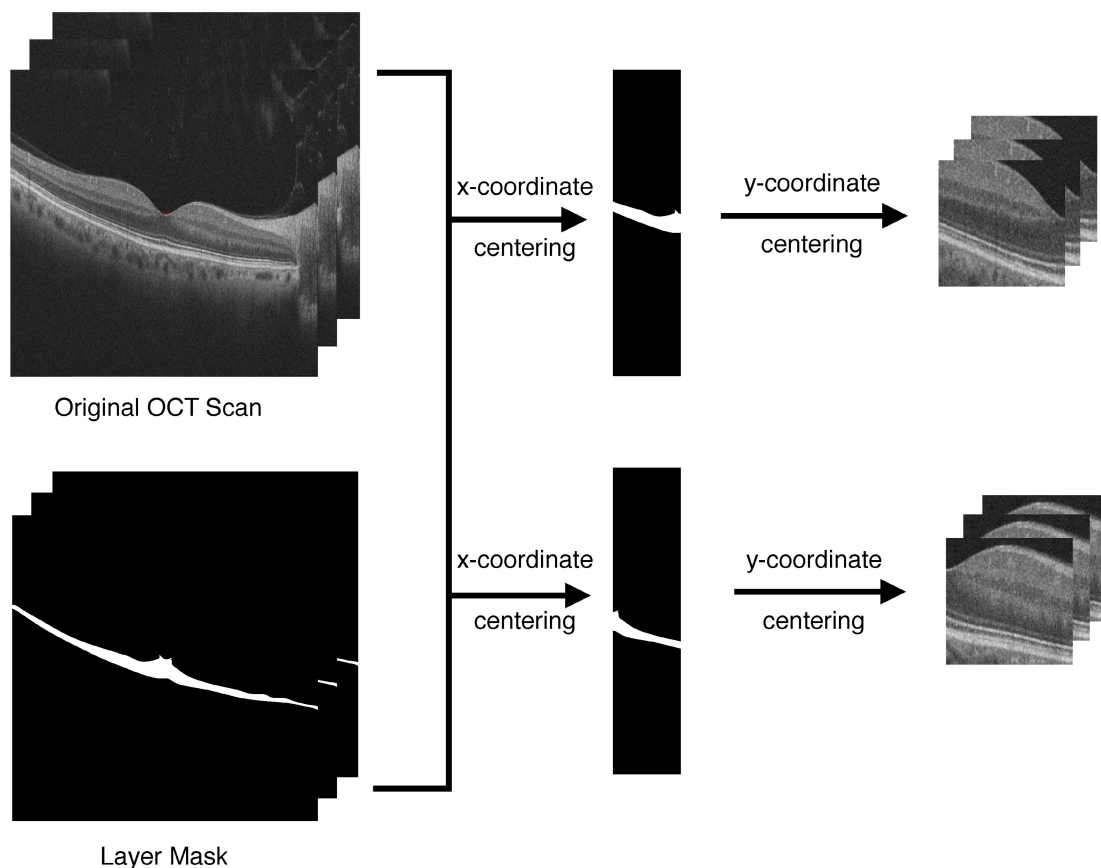 x-coordinate
centering
y-coordinate
centering
Original OCT Scan
x-coordinate
centering
y-coordinate
centering
Layer Mask